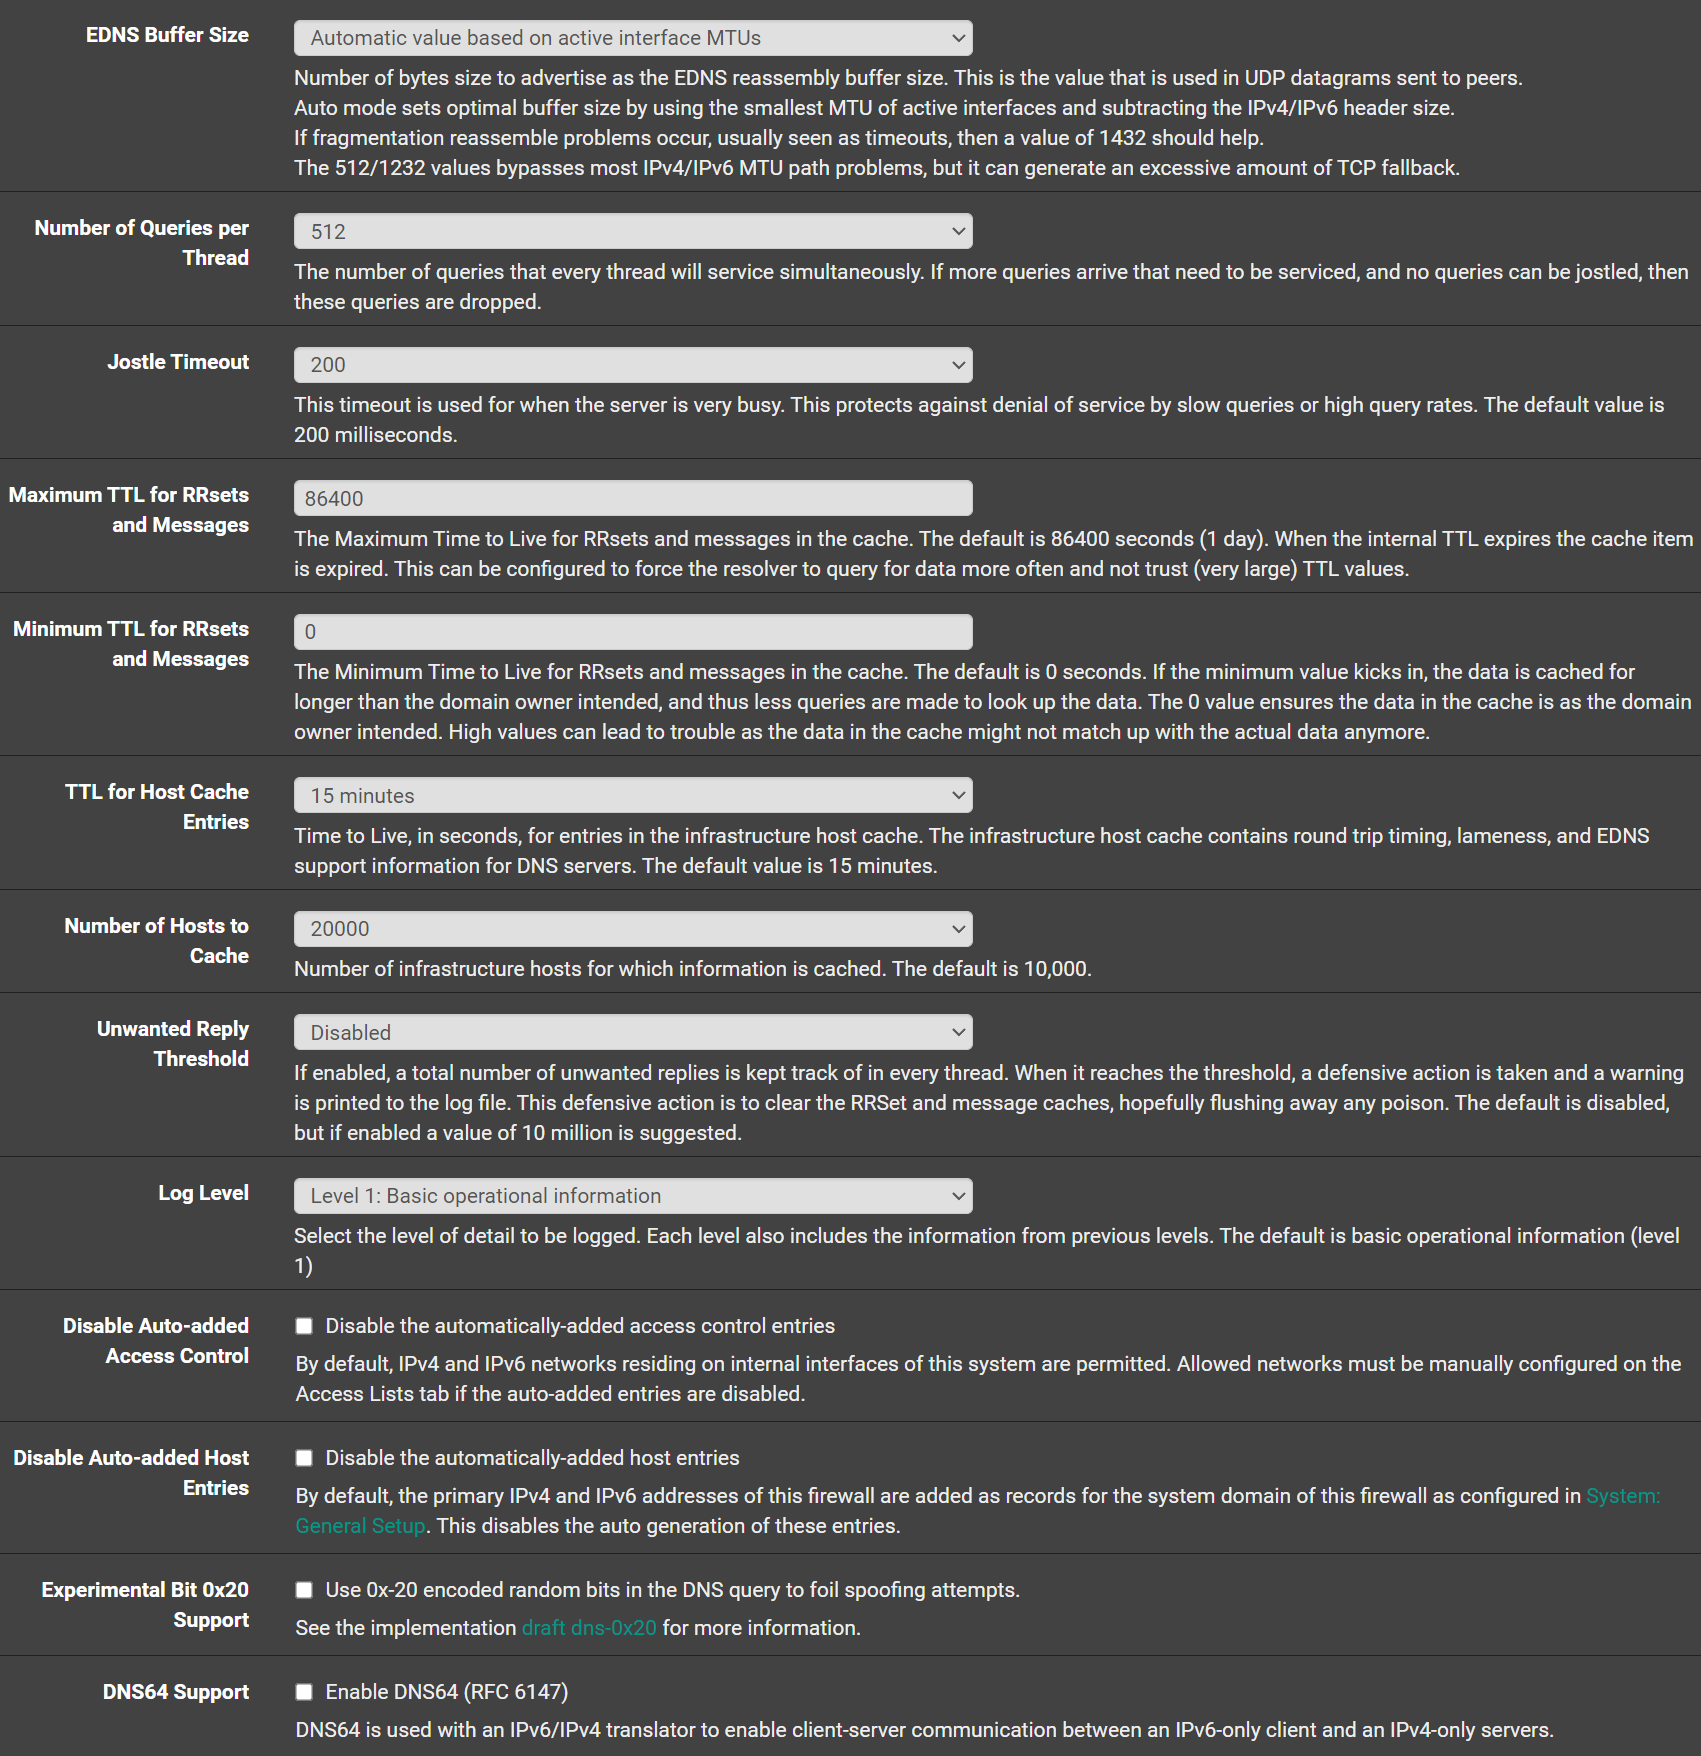 EDNS Buffer Size
Automatic value based on active interface MTUs
Number of bytes size to advertise as the EDNS reassembly buffer size. This is the value that is used in UDP datagrams sent to peers.
Auto mode sets optimal buffer size by using the smallest MTU of active interfaces and subtracting the IPv4/IPv6 header size.
If fragmentation reassemble problems occur, usually seen as timeouts, then a value of 1432 should help.
The 512/1232 values bypasses most IPv4/IPv6 MTU path problems, but it can generate an excessive amount of TCP fallback.
Number of Queries per
Thread
512
The number of queries that every thread will service simultaneously. If more queries arrive that need to be serviced, and no queries can be jostled, then
these queries are dropped.
Jostle Timeout
200
This timeout is used for when the server is very busy. This protects against denial of service by slow queries or high query rates. The default value is
200 milliseconds.
Maximum TTL for RRsets
and Messages
86400
The Maximum Time to Live for RRsets and messages in the cache. The default is 86400 seconds (1 day). When the internal TTL expires the cache item
is expired. This can be configured to force the resolver to query for data more often and not trust (very large) TTL values.
Minimum TTL for RRsets
and Messages
0
The Minimum Time to Live for RRsets and messages in the cache. The default is 0 seconds. If the minimum value kicks in, the data is cached for
longer than the domain owner intended, and thus less queries are made to look up the data. The 0 value ensures the data in the cache is as the domain
owner intended. High values can lead to trouble as the data in the cache might not match up with the actual data anymore.
TTL for Host Cache
Entries
15 minutes
Time to Live, in seconds, for entries in the infrastructure host cache. The infrastructure host cache contains round trip timing, lameness, and EDNS
support information for DNS servers. The default value is 15 minutes.
Number of Hosts to
Cache
20000
Number of infrastructure hosts for which information is cached. The default is 10,000.
Unwanted Reply
Threshold
Disabled
If enabled, a total number of unwanted replies is kept track of in every thread. When it reaches the threshold, a defensive action is taken and a warning
is printed to the log file. This defensive action is to clear the RRSet and message caches, hopefully flushing away any poison. The default is disabled,
but if enabled a value of 10 million is suggested.
Log Level
Level 1: Basic operational information
Select the level of detail to be logged. Each level also includes the information from previous levels. The default is basic operational information (level
1)
Disable Auto-added
Access Control
Disable the automatically-added access control entries
By default, IPv4 and IPv6 networks residing on internal interfaces of this system are permitted. Allowed networks must be manually configured on the
Access Lists tab if the auto-added entries are disabled.
Disable Auto-added Host
Entries
Disable the automatically-added host entries
By default, the primary IPv4 and IPv6 addresses of this firewall are added as records for the system domain of this firewall as configured in System:
General Setup. This disables the auto generation of these entries.
Experimental Bit 0x20
Support
Use 0x-20 encoded random bits in the DNS query to foil spoofing attempts.
See the implementation draft dns-0x20 for more information.
DNS64 Support
Enable DNS64 (RFC 6147)
DNS64 is used with an IPv6/IPv4 translator to enable client-server communication between an IPv6-only client and an IPv4-only servers.